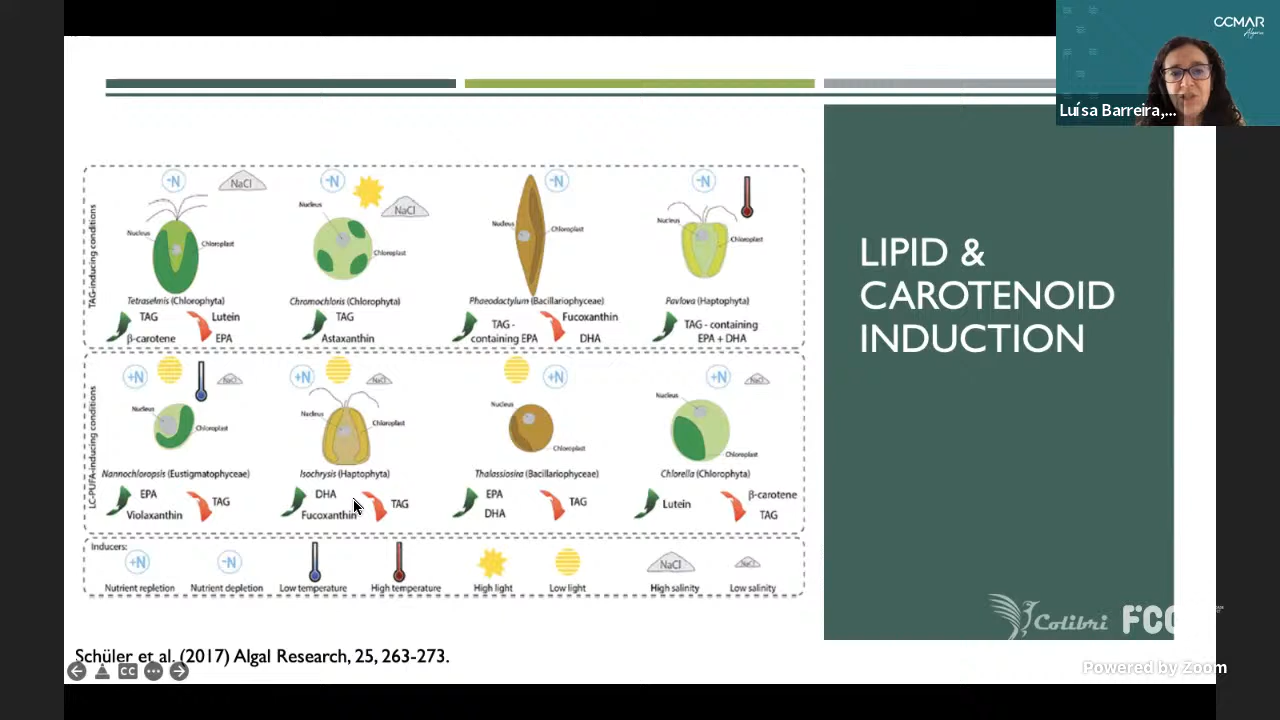 CCMAR
Algarve
Luísa Barreira,...
LIPID &
CAROTENOID
INDUCTION
TAG-inducing conditions
-N
NaCl
Nucleus
Chloroplast
Tetraselmis (Chlorophyta)
TAG
β-carotene
Lutein
EPA
-N
NaCl
Nucleus
Chloroplast
Chromochloris (Chlorophyta)
TAG
Astaxanthin
-N
Nucleus
Chloroplast
Phaeodactylum (Bacillariophyceae)
TAG -
containing EPA
Fucoxanthin
DHA
-N
Nucleus
Chloroplast
Pavlova (Haptophyta)
TAG - containing
EPA + DHA
LC-PUFA-inducing conditions
+N
NaCl
Nucleus
Chloroplast
Nannochloropsis (Eustigmatophyceae)
EPA
Violaxanthin
TAG
+N
NaCl
Nucleus
Chloroplast
Isochrysis (Haptophyta)
DHA
Fucoxanthin
TAG
+N
Nucleus
Chloroplast
Thalassiosira (Bacillariophyceae)
EPA
DHA
TAG
+N
NaCl
Nucleus
Chloroplast
Chlorella (Chlorophyta)
Lutein
β-carotene
TAG
Inducers:
+N
Nutrient repletion
-N
Nutrient depletion
Low temperature
High temperature
High light
Low light
NaCl
High salinity
NaCl
Low salinity
Colibri
FCC
Schüler et al. (2017) Algal Research, 25, 263-273.
CC
Powered by Zoom